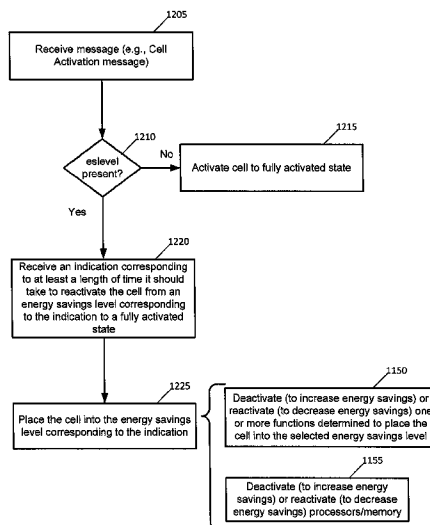 1205
Receive message (e.g., Cell
Activation message)
1210
eslevel
present?
No
1215
Activate cell to fully activated state
Yes
1220
Receive an indication corresponding
to at least a length of time it should
take to reactivate the cell from an
energy savings level corresponding
to the indication to a fully activated
state
1225
Place the cell into the energy savings
level corresponding to the indication
1150
Deactivate (to increase energy savings) or
reactivate (to decrease energy savings) one
or more functions determined to place the
cell into the selected energy savings level
1155
Deactivate (to increase energy
savings) or reactivate (to decrease
energy savings) processors/memory